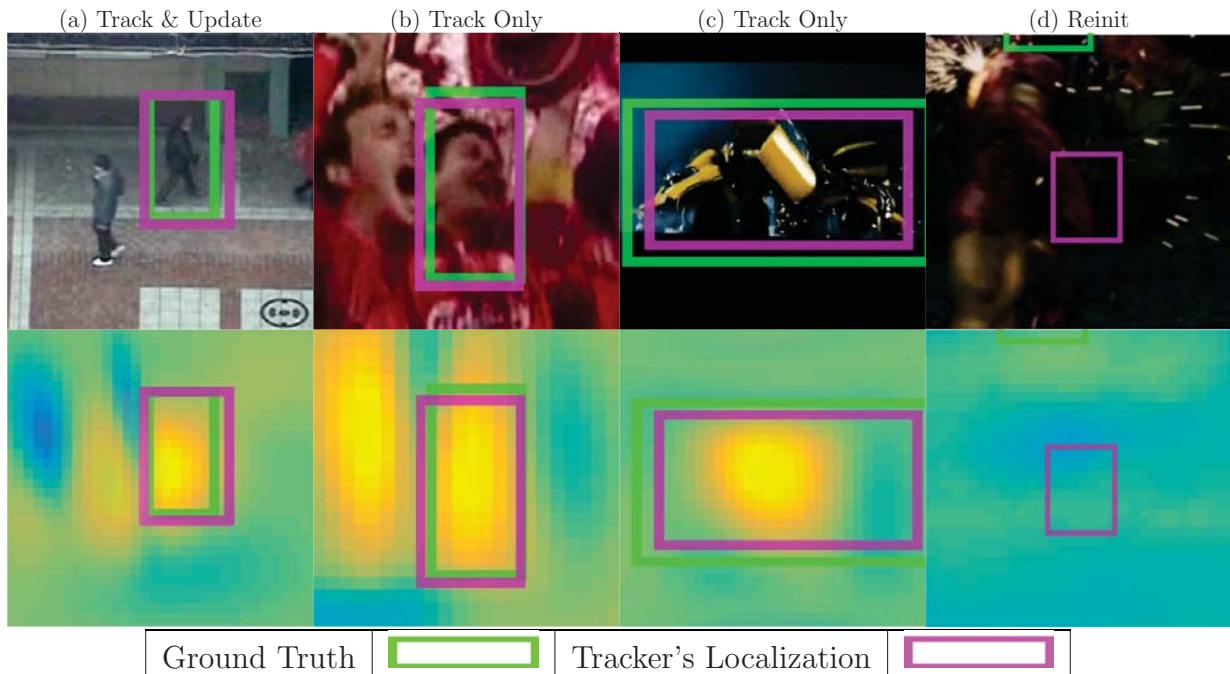 (a) Track & Update
(b) Track Only
(c) Track Only
(d) Reinit
Ground Truth
Tracker's Localization